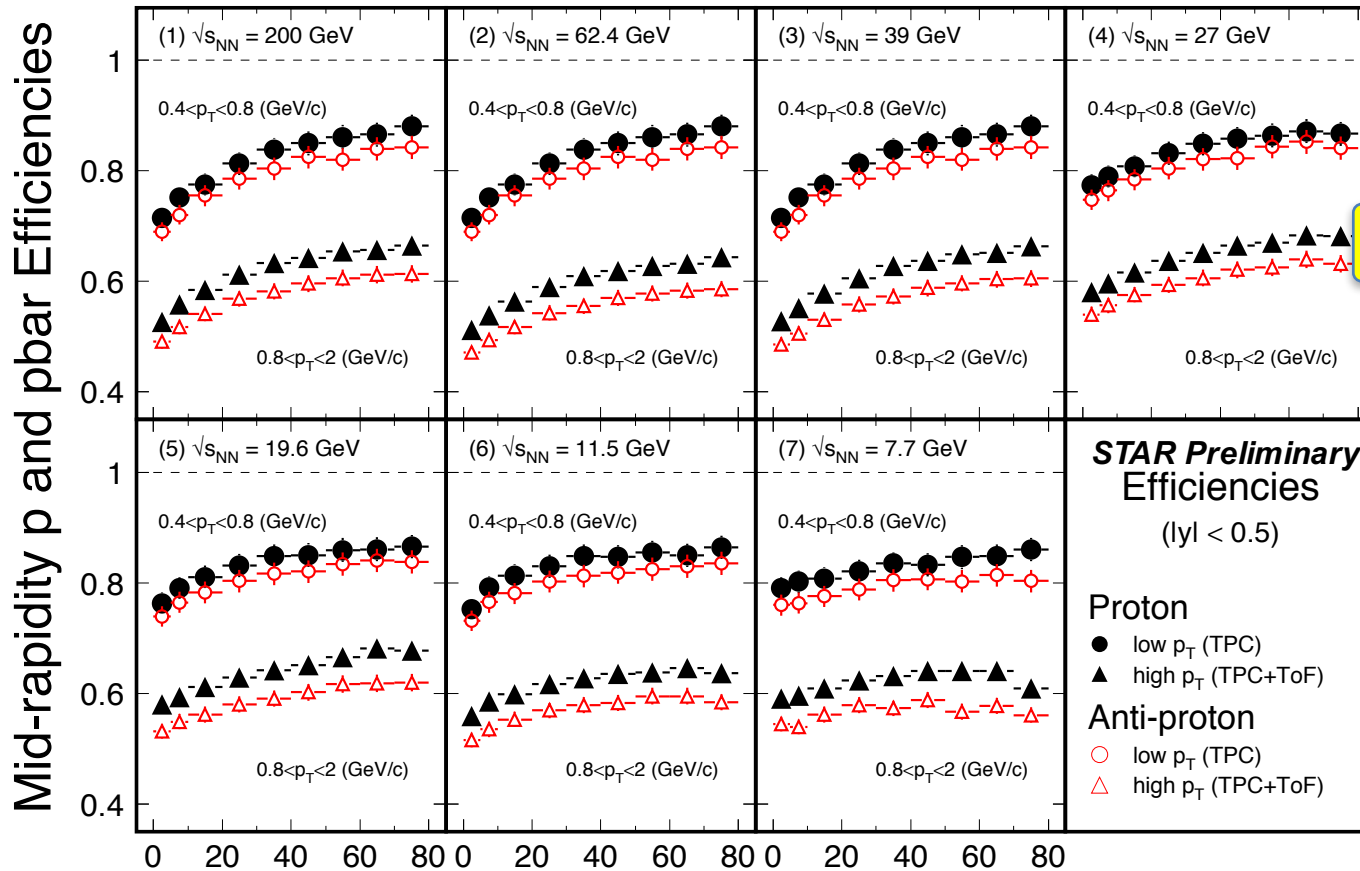 Mid-rapidity p and pbar Efficiencies
(1) √sNN = 200 GeV
(2) √sNN = 62.4 GeV
(3) √sNN = 39 GeV
(4) √sNN = 27 GeV
1
0.8
0.6
0.4
0.4<pT<0.8 (GeV/c)
0.4<pT<0.8 (GeV/c)
0.4<pT<0.8 (GeV/c)
0.4<pT<0.8 (GeV/c)
0.8<pT<2 (GeV/c)
0.8<pT<2 (GeV/c)
0.8<pT<2 (GeV/c)
0.8<pT<2 (GeV/c)
(5) √sNN = 19.6 GeV
(6) √sNN = 11.5 GeV
(7) √sNN = 7.7 GeV
1
0.8
0.6
0.4
0.4<pT<0.8 (GeV/c)
0.4<pT<0.8 (GeV/c)
0.4<pT<0.8 (GeV/c)
0.8<pT<2 (GeV/c)
0.8<pT<2 (GeV/c)
0.8<pT<2 (GeV/c)
0 20 40 60 80
0 20 40 60 80
0 20 40 60 80
STAR Preliminary
Efficiencies
(|y| < 0.5)
Proton
low pT (TPC)
high pT (TPC+ToF)
Anti-proton
low pT (TPC)
high pT (TPC+ToF)